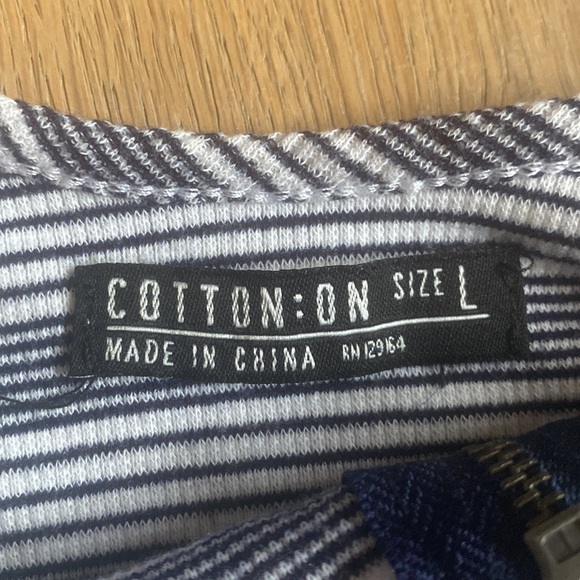 COTTON:ON SIZE L
MADE IN CHINA RN 129164